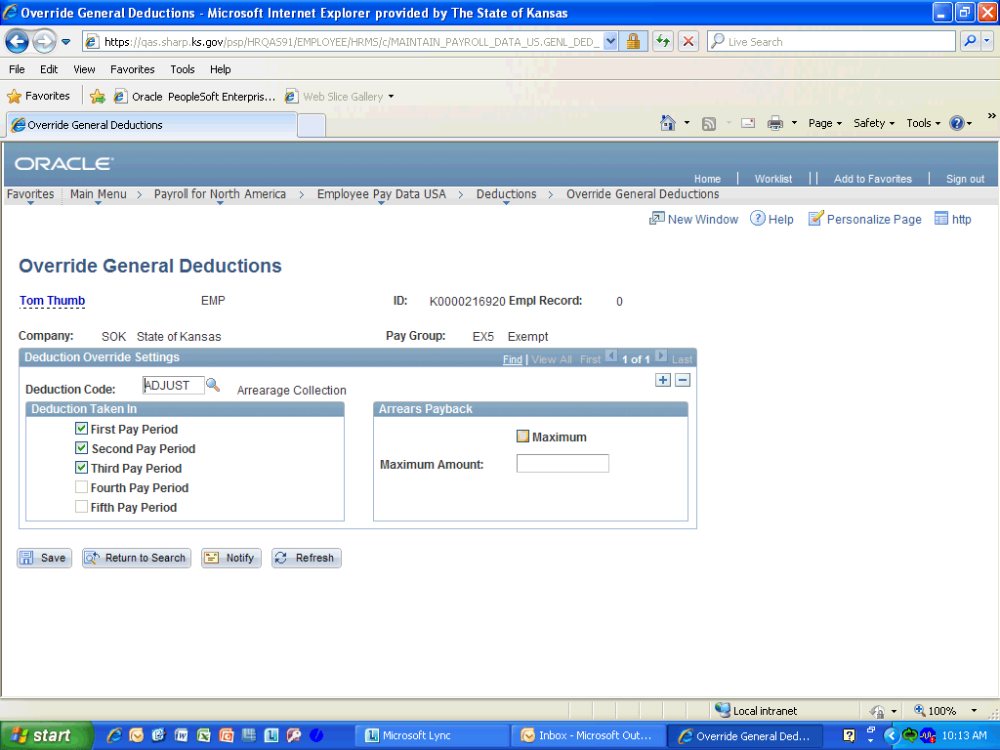 Override General Deductions - Microsoft Internet Explorer provided by The State of Kansas
https://qas.sharp.ks.gov/psp/HRQAS91/EMPLOYEE/HRMS/c/MAINTAIN_PAYROLL_DATA_US.GENL_DED_
Live Search
File Edit View Favorites Tools Help
Favorites Oracle PeopleSoft Enterpris... Web Slice Gallery
Override General Deductions
Page Safety Tools »
ORACLE
Home Worklist Add to Favorites Sign out
Favorites Main Menu > Payroll for North America > Employee Pay Data USA > Deductions > Override General Deductions
New Window Help Personalize Page http
Override General Deductions
Tom Thumb EMP ID: K0000216920 Empl Record: 0
Company: SOK State of Kansas Pay Group: EX5 Exempt
Deduction Override Settings Find | View All First 1 of 1 Last
Deduction Code: ADJUST Arrearage Collection
Deduction Taken In Arrears Payback
First Pay Period
Maximum
Second Pay Period
Third Pay Period Maximum Amount:
Fourth Pay Period
Fifth Pay Period
Save Return to Search Notify Refresh
Local intranet 100%
start Microsoft Lync Inbox - Microsoft Out... Override General Ded... 10:13 AM